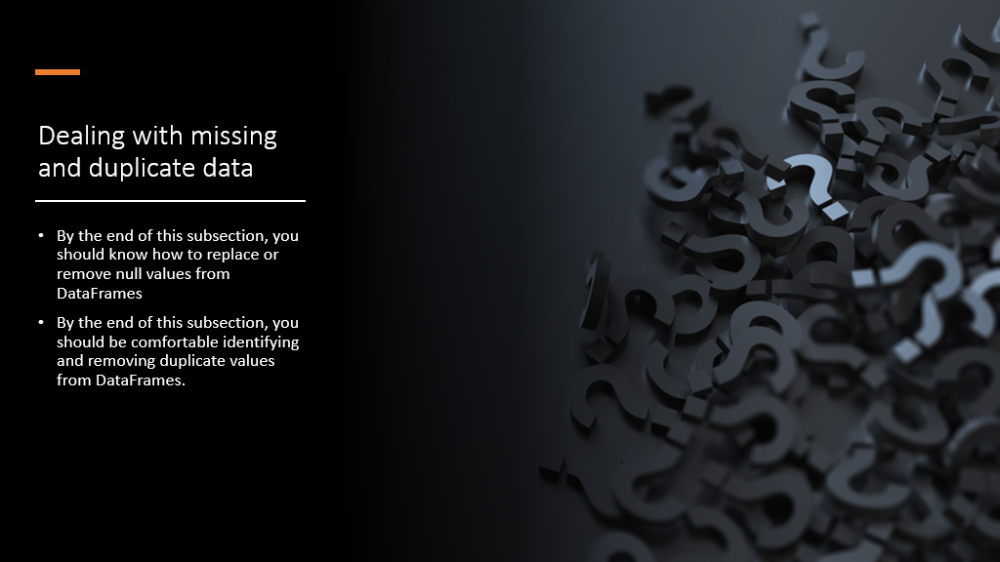 Dealing with missing
and duplicate data
• By the end of this subsection, you
should know how to replace or
remove null values from
DataFrames
• By the end of this subsection, you
should be comfortable identifying
and removing duplicate values
from DataFrames.